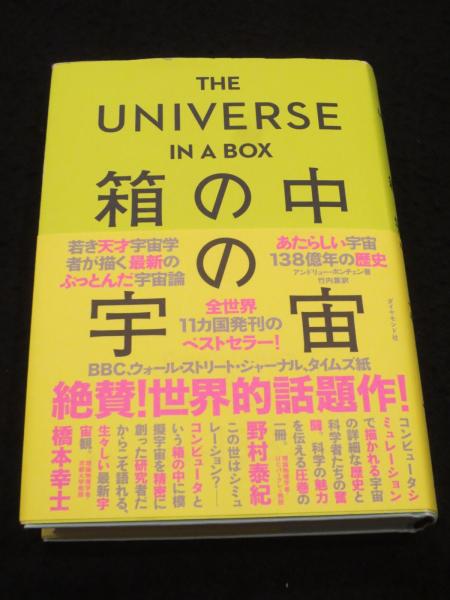 THE
UNIVERSE
IN A BOX
箱の中
の
宇宙
若き天才宇宙学
者が描く最新の
ぶっとんだ宇宙論
あたらしい宇宙
138億年の歴史
アンドリュー・ポンチェン著
竹内薫訳
ダイヤモンド社
全世界
11カ国発刊の
ベストセラー!
BBC、ウォール・ストリート・ジャーナル、タイムズ紙
絶賛!世界的話題作!
コンピュータシ
ミュレーション
で描かれる宇宙
の詳細な歴史と
科学者たちの奮
闘。科学の魅力
を伝える圧巻の
一冊。
野村泰紀
この世はシミュ
レーション?――
コンピュータと
いう箱の中に模
擬宇宙を精密に
創った研究者た
ちだからこそ語れる、
生々しい最新宇
宙観。
橋本幸士